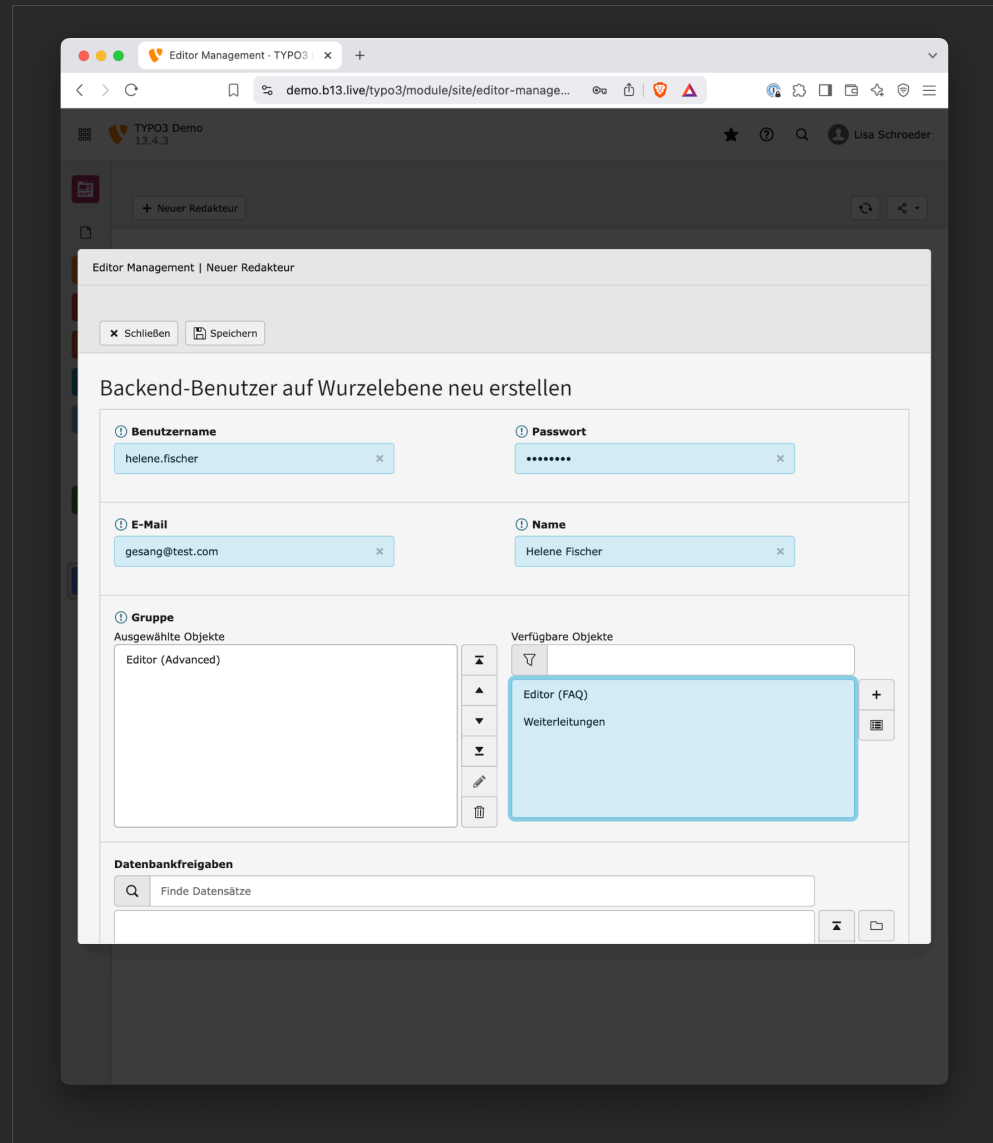 Editor Management · TYPO3
demo.b13.live/typo3/module/site/editor-manage...
TYPO3 Demo
13.4.3
Lisa Schroeder
+ Neuer Redakteur
Editor Management | Neuer Redakteur
Schließen
Speichern
Backend-Benutzer auf Wurzelebene neu erstellen
Benutzername
Passwort
helene.fischer
••••••••
E-Mail
Name
gesang@test.com
Helene Fischer
Gruppe
Ausgewählte Objekte
Verfügbare Objekte
Editor (Advanced)
Editor (FAQ)
Weiterleitungen
Datenbankfreigaben
Finde Datensätze